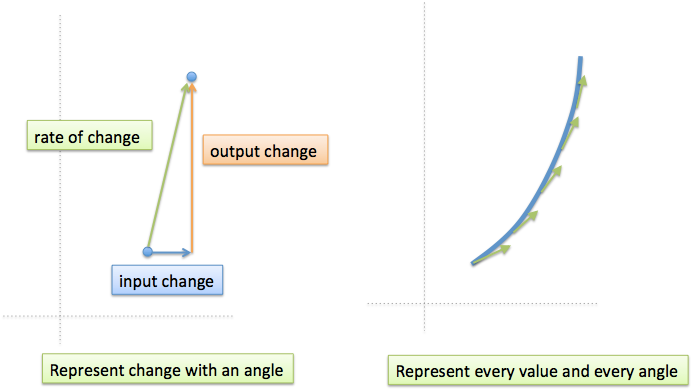 rate of change
output change
input change
Represent change with an angle
Represent every value and every angle